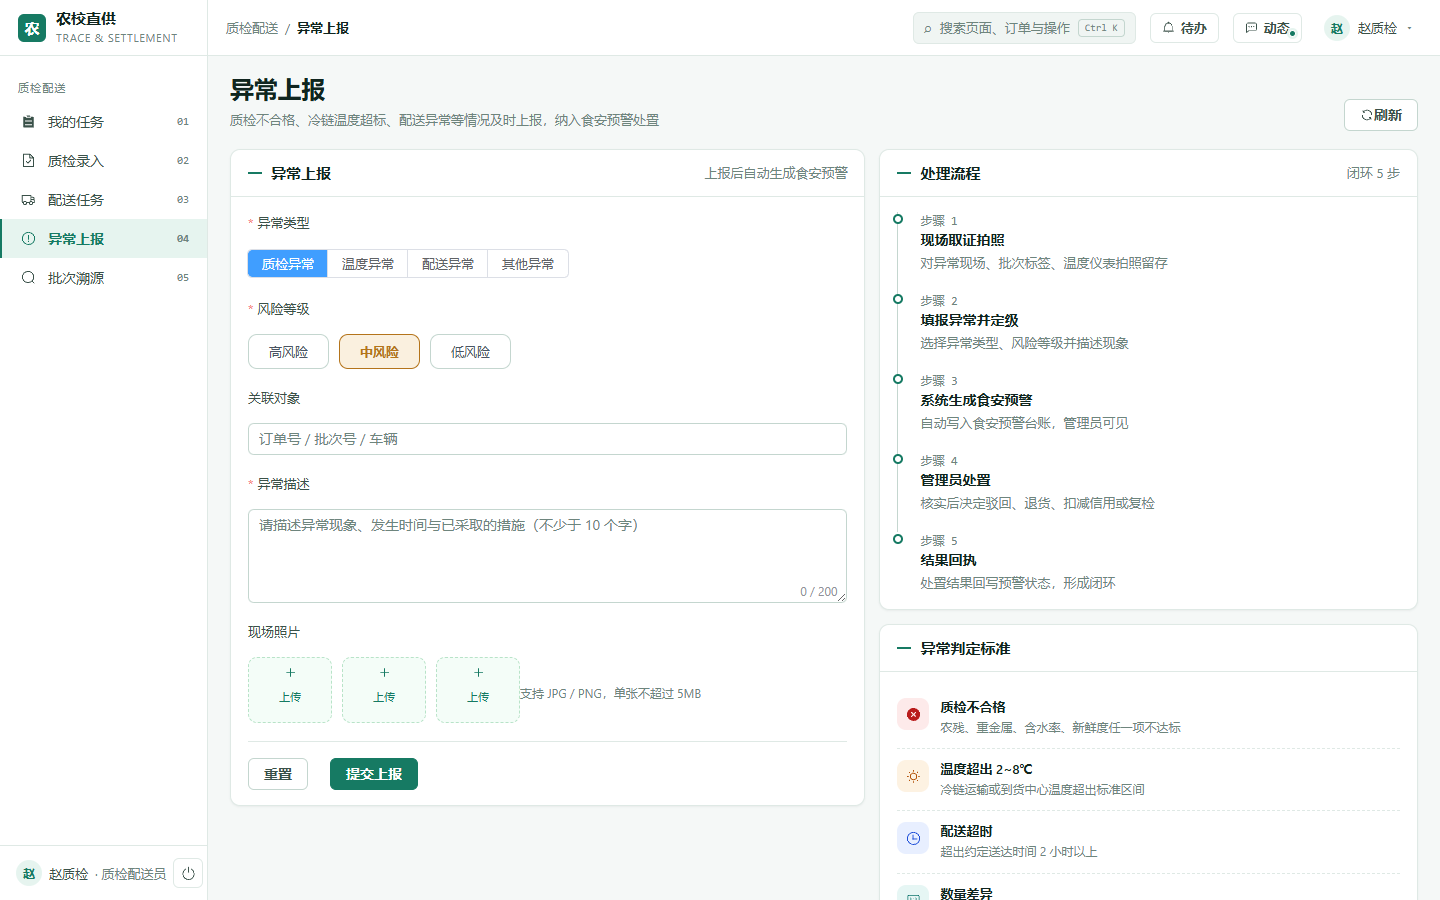 农 农校直供
TRACE & SETTLEMENT
质检配送 / 异常上报
搜索页面、订单与操作 Ctrl K
待办
动态
赵 赵质检
质检配送
我的任务 01
质检录入 02
配送任务 03
异常上报 04
批次溯源 05
赵 赵质检 · 质检配送员
异常上报
质检不合格、冷链温度超标、配送异常等情况及时上报，纳入食安预警处置
刷新
异常上报 上报后自动生成食安预警
* 异常类型
质检异常 温度异常 配送异常 其他异常
* 风险等级
高风险 中风险 低风险
关联对象
订单号 / 批次号 / 车辆
* 异常描述
请描述异常现象、发生时间与已采取的措施（不少于 10 个字）
0 / 200
现场照片
上传 上传 上传 支持 JPG / PNG，单张不超过 5MB
重置 提交上报
处理流程 闭环 5 步
步骤 1
现场取证拍照
对异常现场、批次标签、温度仪表拍照留存
步骤 2
填报异常并定级
选择异常类型、风险等级并描述现象
步骤 3
系统生成食安预警
自动写入食安预警台账，管理员可见
步骤 4
管理员处置
核实后决定驳回、退货、扣减信用或复检
步骤 5
结果回执
处置结果回写预警状态，形成闭环
异常判定标准
质检不合格
农残、重金属、含水率、新鲜度任一项不达标
温度超出 2~8℃
冷链运输或到货中心温度超出标准区间
配送超时
超出约定送达时间 2 小时以上
数量差异